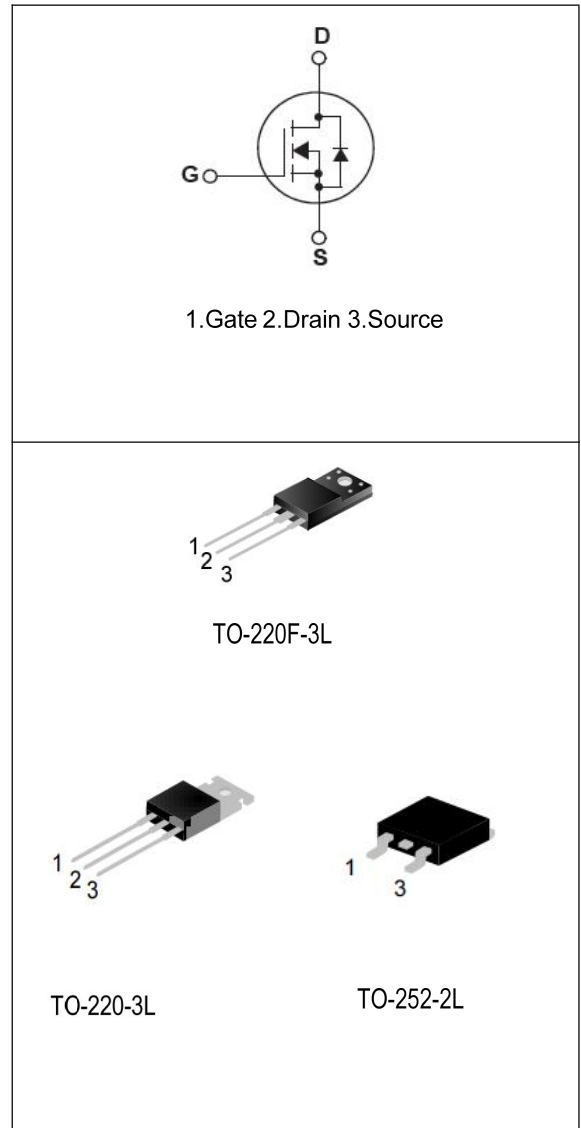 D
G
S
1.Gate 2.Drain 3.Source
1
2
3
TO-220F-3L
1
2
3
TO-220-3L
1
3
TO-252-2L